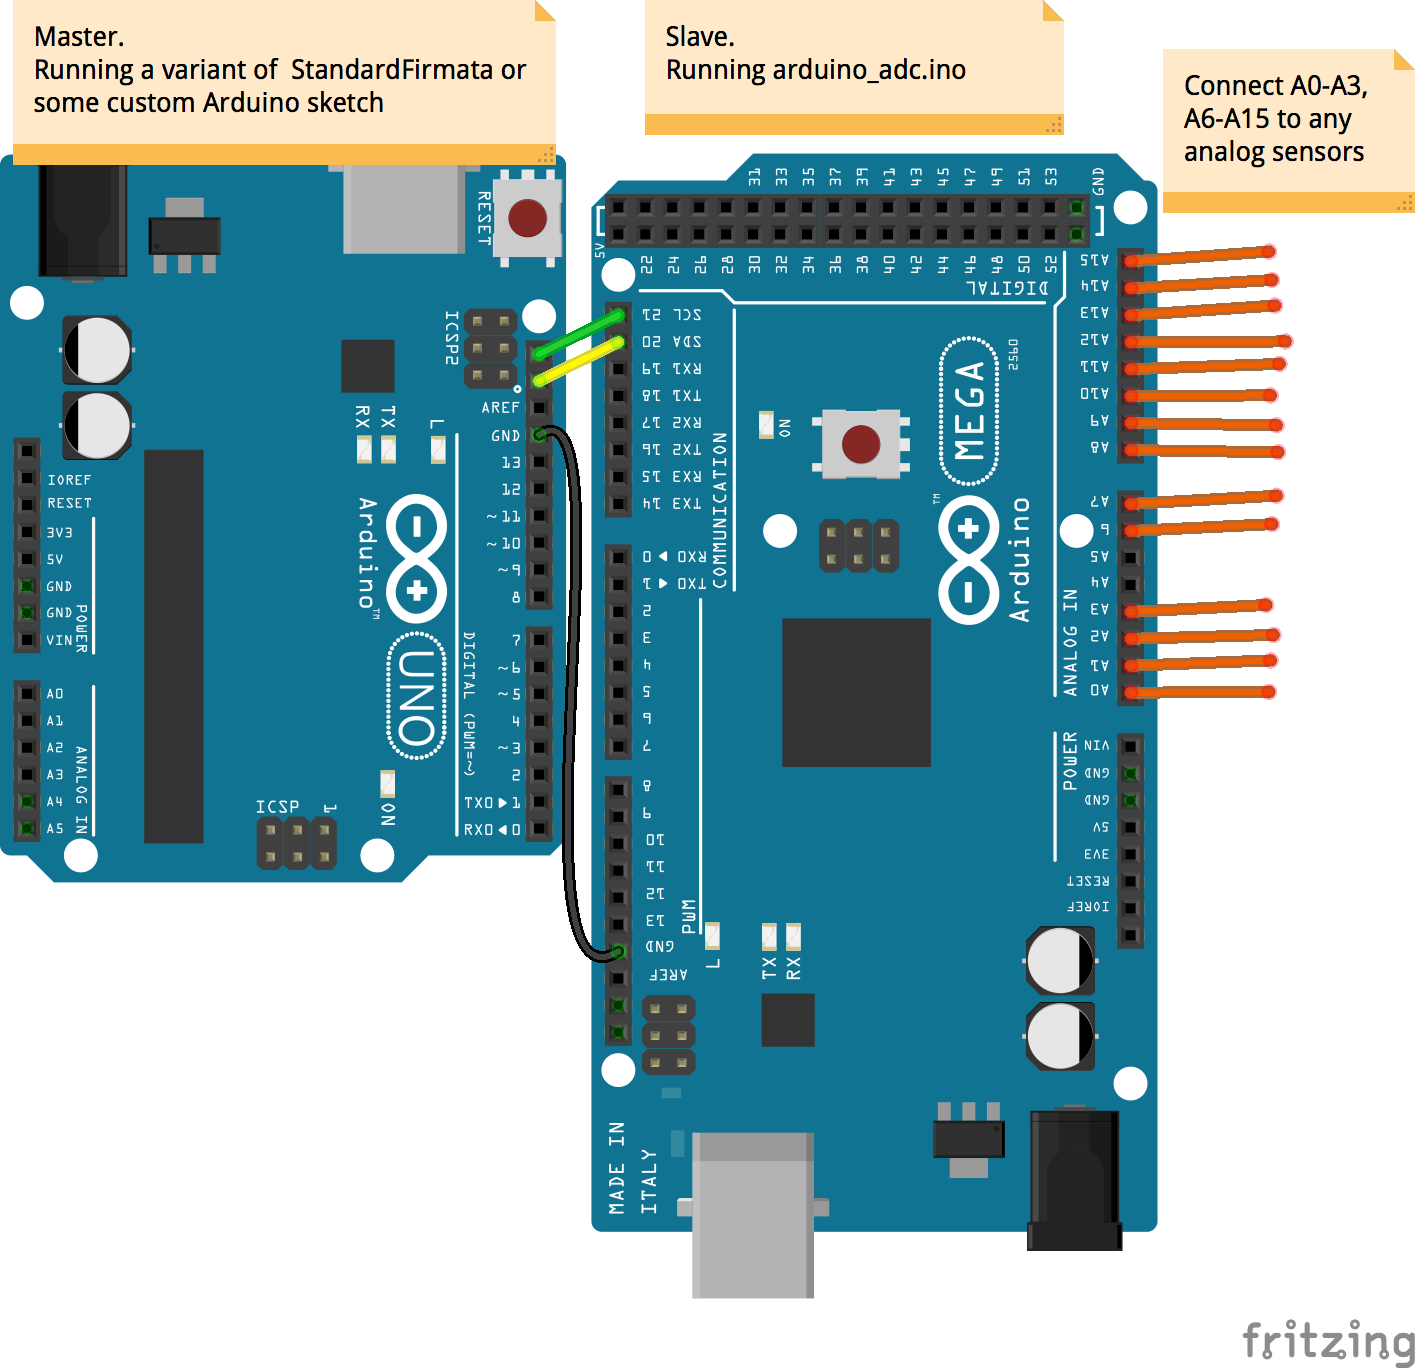 Master.
Running a variant of  StandardFirmata or
some custom Arduino sketch
Slave.
Running arduino_adc.ino
Connect A0-A3,
A6-A15 to any
analog sensors
RESET
ICSP2
RX
TX
L
AREF
GND
13
12
~11
~10
~9
8
7
~6
~5
4
~3
2
TX0▶1
RX0◀0
DIGITAL (PWM=~)
IOREF
RESET
3V3
5V
GND
GND
VIN
POWER
A0
A1
A2
A3
A4
A5
ANALOG IN
Arduino
TM
UNO
ON
ICSP
1
31
33
35
37
39
41
43
45
47
49
51
53
GND
5V
22
24
26
28
30
32
34
36
38
40
42
44
46
48
50
52
DIGITAL
21 SCL
20 SDA
19 RX1
18 TX1
17 RX2
16 TX2
15 RX3
14 TX3
COMMUNICATION
0 ◀ RX0
1 ▶ TX0
2
3
4
5
6
7
8
9
10
11
12
13
GND
AREF
PWM
L
TX
RX
ON
MEGA
2560
TM
Arduino
A15
A14
A13
A12
A11
A10
A9
A8
A7
6
A5
A4
A3
A2
A1
A0
ANALOG IN
POWER
VIN
GND
GND
5V
3V3
RESET
IOREF
MADE IN
ITALY
fritzing